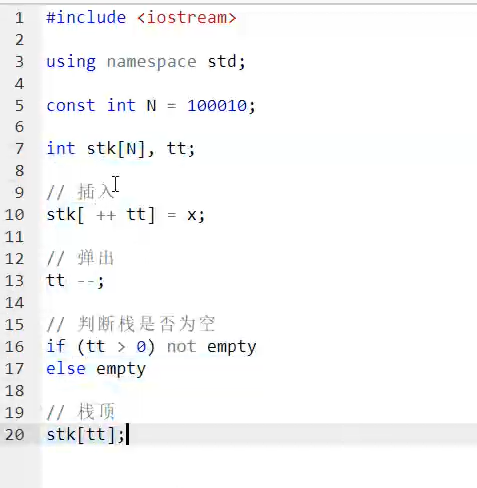 1 #include <iostream>
2
3 using namespace std;
4
5 const int N = 100010;
6
7 int stk[N], tt;
8
9 // 插入
10 stk[ ++ tt] = x;
11
12 // 弹出
13 tt --;
14
15 // 判断栈是否为空
16 if (tt > 0) not empty
17 else empty
18
19 // 栈顶
20 stk[tt];